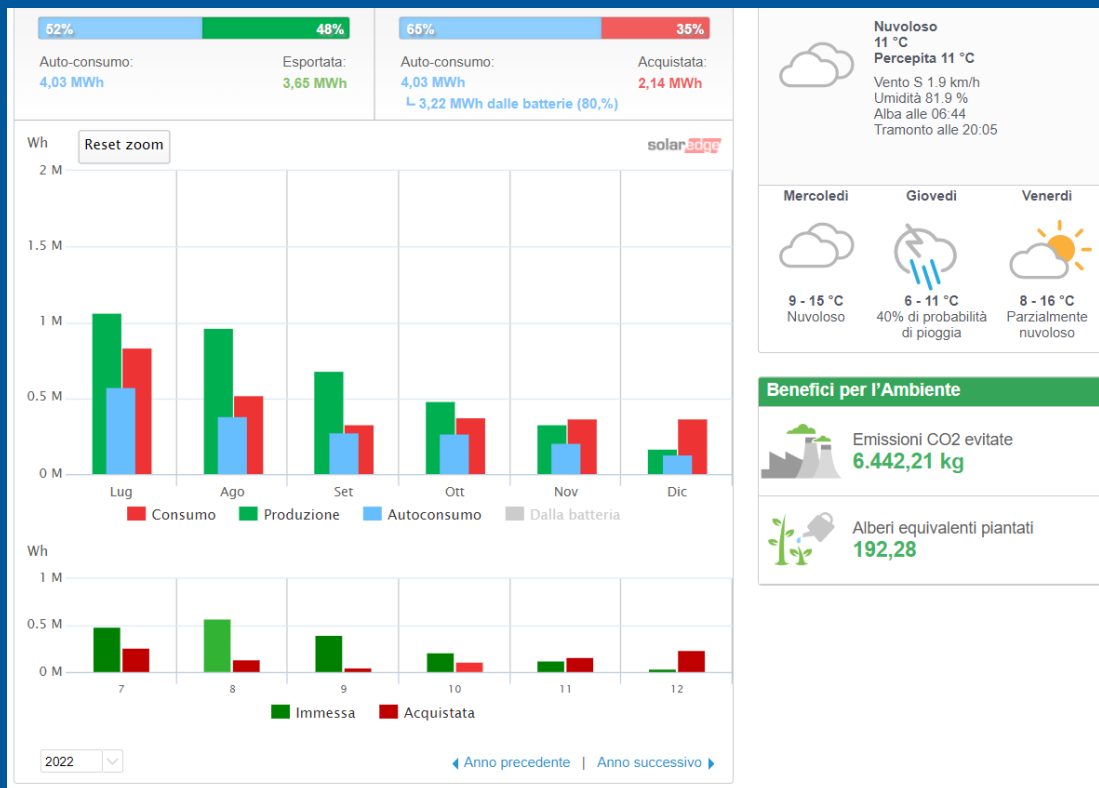 52%
48%
65%
35%
Auto-consumo:
Esportata:
Auto-consumo:
Acquistata:
4,03 MWh
3,65 MWh
4,03 MWh
2,14 MWh
3,22 MWh dalle batterie (80,%)
Wh
Reset zoom
solaredge
2 M
1.5 M
1 M
0.5 M
0 M
Lug
Ago
Set
Ott
Nov
Dic
Consumo
Produzione
Autoconsumo
Dalla batteria
Wh
1 M
0.5 M
0 M
7
8
9
10
11
12
Immessa
Acquistata
2022
Anno precedente | Anno successivo
Nuvoloso
11 °C
Percepita 11 °C
Vento S 1.9 km/h
Umidità 81.9 %
Alba alle 06:44
Tramonto alle 20:05
Mercoledì
Giovedì
Venerdì
9 - 15 °C
Nuvoloso
6 - 11 °C
40% di probabilità
di pioggia
8 - 16 °C
Parzialmente
nuvoloso
Benefici per l'Ambiente
Emissioni CO2 evitate
6.442,21 kg
Alberi equivalenti piantati
192,28